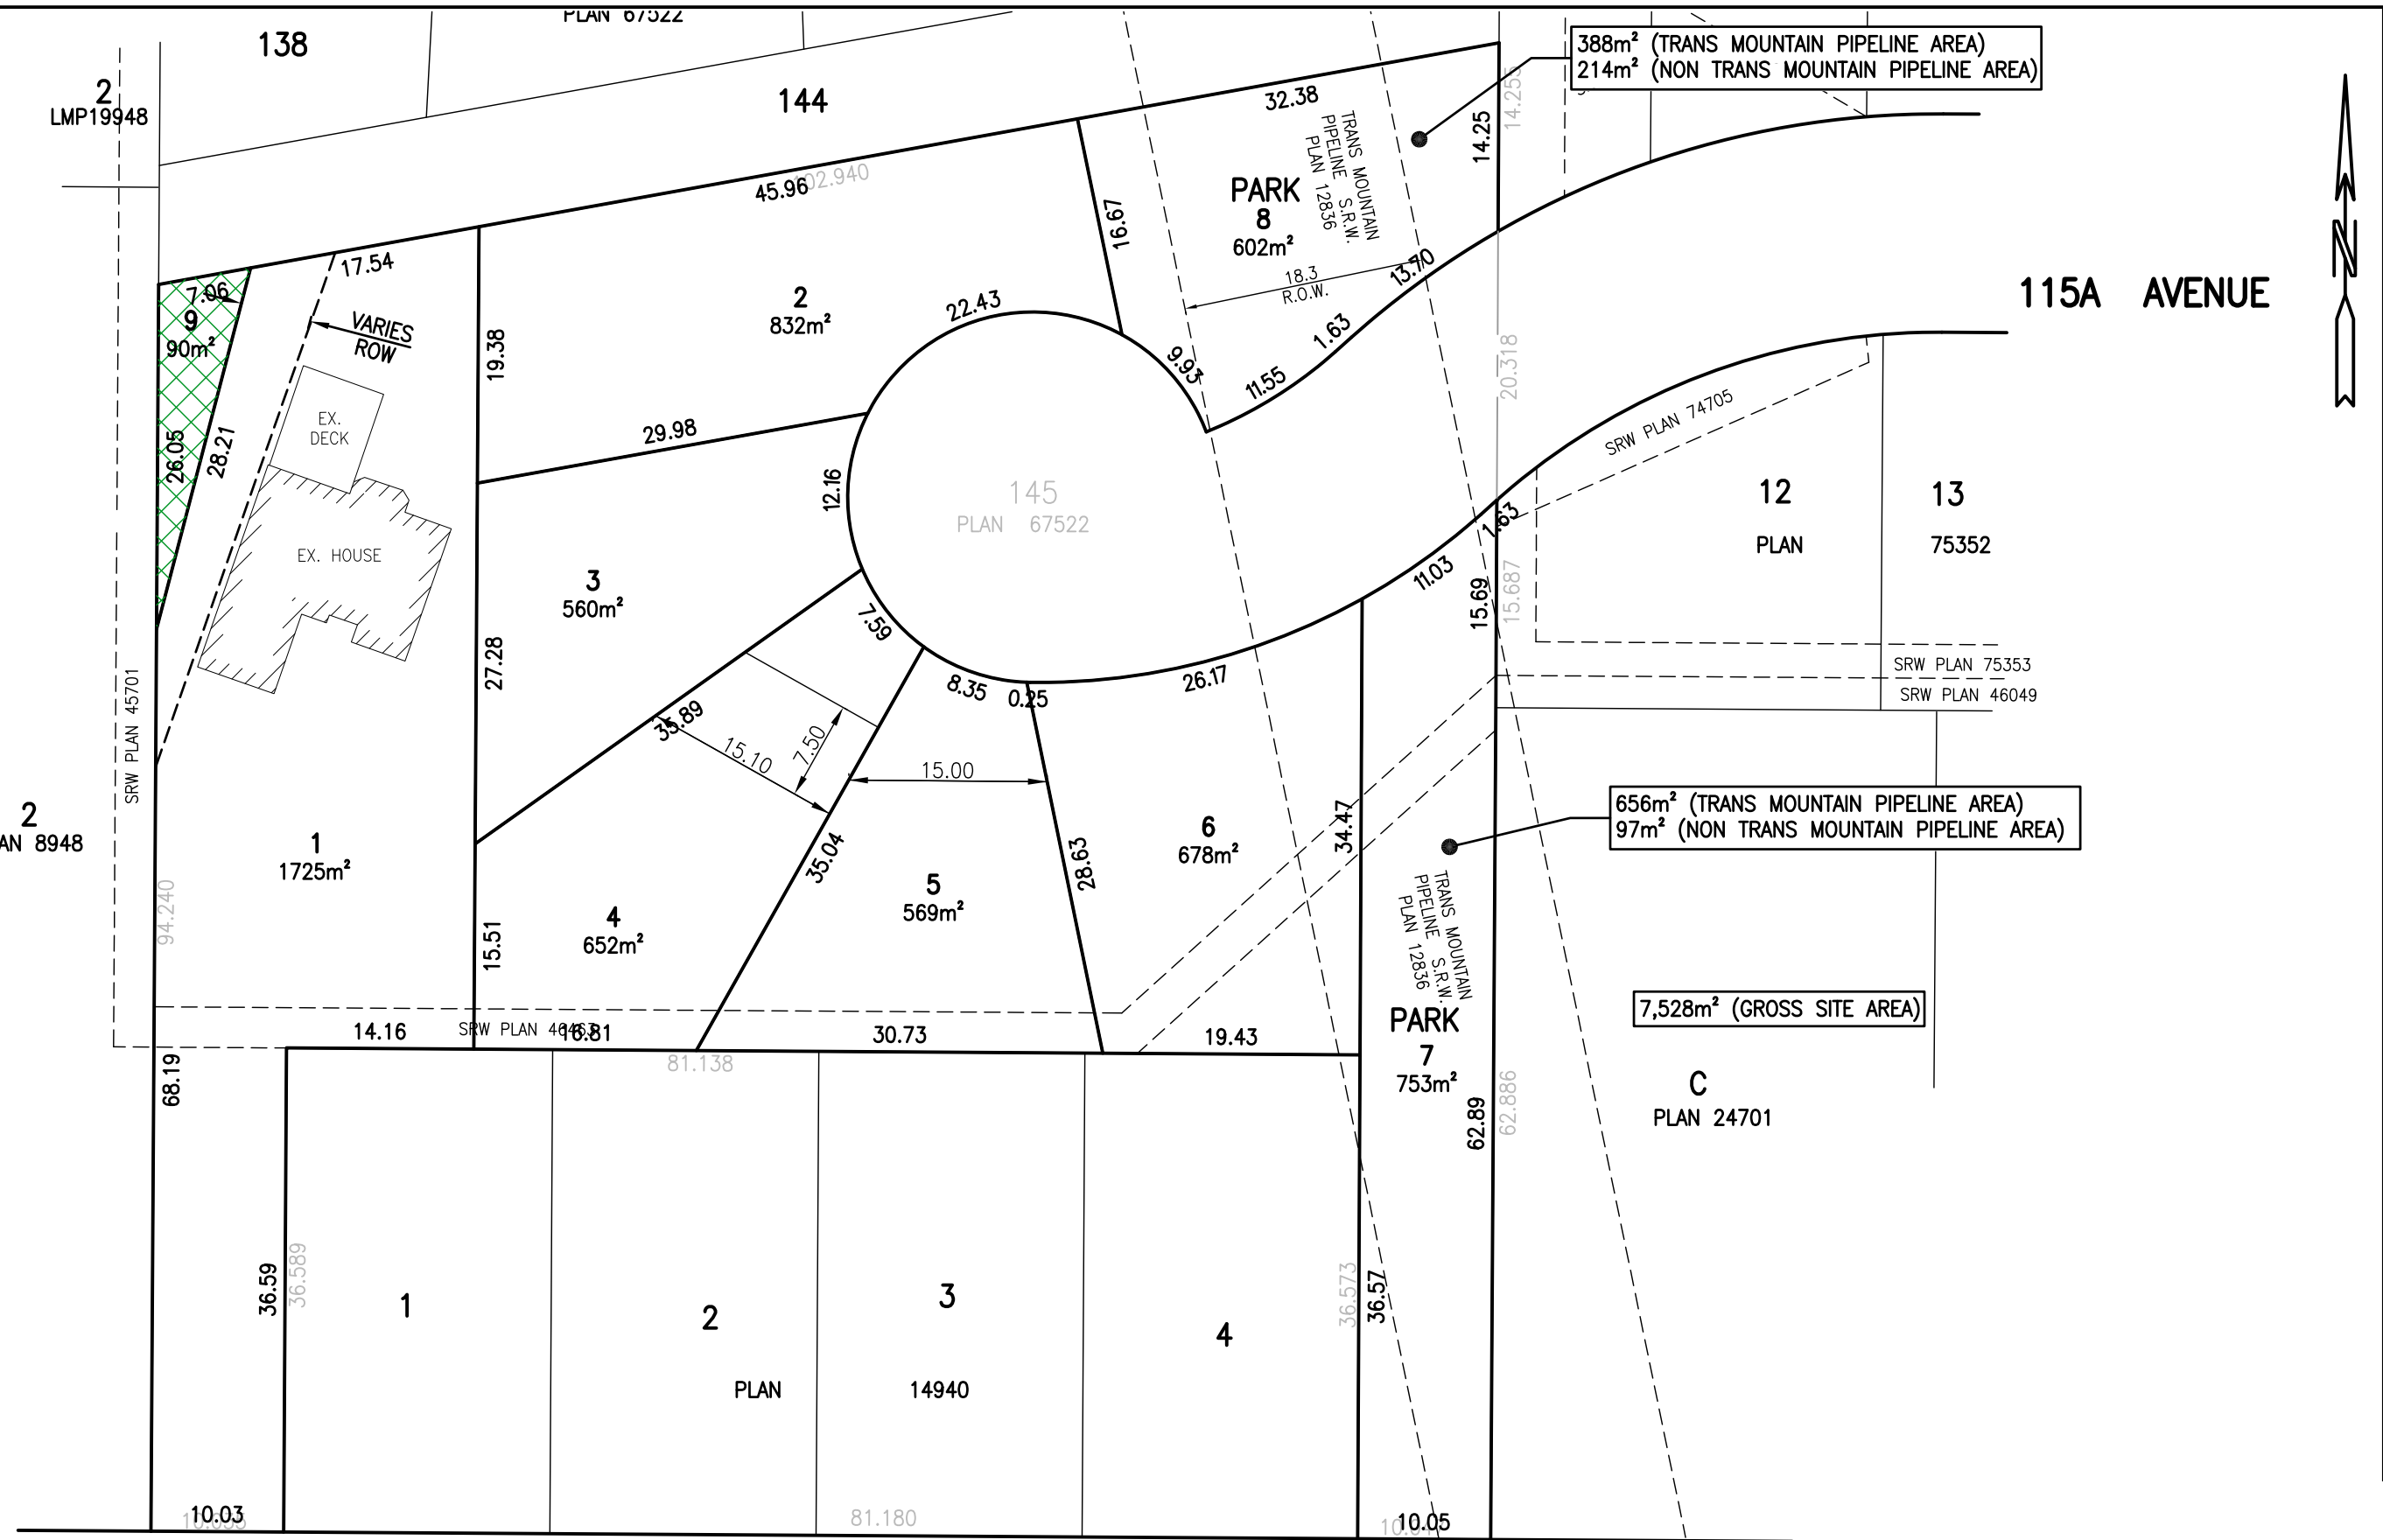 PLAN 67522
138
2
LMP19948
144
388m² (TRANS MOUNTAIN PIPELINE AREA)
214m² (NON TRANS MOUNTAIN PIPELINE AREA)
32.38
14.25
14.255
TRANS MOUNTAIN
PIPELINE S.R.W.
PLAN 12836
PARK
8
602m²
45.96
102.940
16.67
17.54
7.06
9
90m²
VARIES
ROW
2
832m²
22.43
18.3
R.O.W.
13.70
115A AVENUE
N
19.38
9.93
11.55
1.63
20.318
SRW PLAN 74705
EX.
DECK
26.05
28.21
29.98
12.16
145
PLAN 67522
12
13
PLAN
75352
1.63
EX. HOUSE
3
560m²
11.03
15.69
15.687
7.59
27.28
SRW PLAN 75353
SRW PLAN 46049
26.17
8.35
0.25
SRW PLAN 45701
35.89
15.10
7.50
15.00
656m² (TRANS MOUNTAIN PIPELINE AREA)
97m² (NON TRANS MOUNTAIN PIPELINE AREA)
2
AN 8948
1
1725m²
6
678m²
34.47
35.04
28.63
5
569m²
94.240
4
652m²
15.51
TRANS MOUNTAIN
PIPELINE S.R.W.
PLAN 12836
7,528m² (GROSS SITE AREA)
PARK
7
753m²
14.16
SRW PLAN 46463
16.81
30.73
19.43
81.138
68.19
62.89
62.886
C
PLAN 24701
36.59
36.589
1
2
3
4
36.573
36.57
PLAN
14940
10.03
81.180
10.05